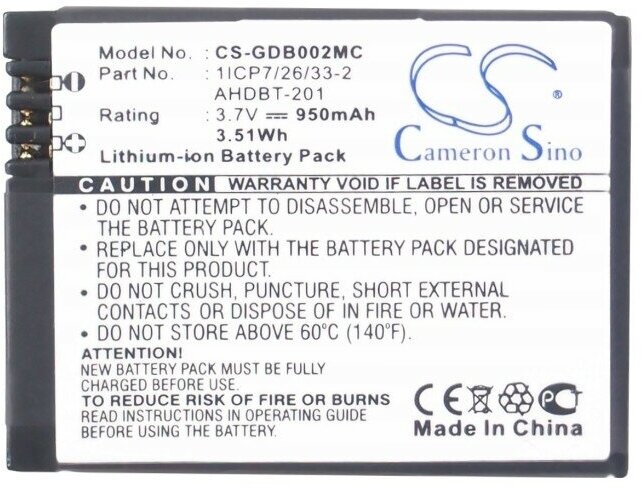 Model No.: CS-GDB002MC
Part No.: 1ICP7/26/33-2
AHDBT-201
Rating: 3.7V 950mAh
3.51Wh
Lithium-ion Battery Pack
CS
®
Cameron Sino
CAUTION WARRANTY VOID IF LABEL IS REMOVED
• DO NOT ATTEMPT TO DISASSEMBLE, OPEN OR SERVICE THE
BATTERY PACK.
• REPLACE ONLY WITH THE BATTERY PACK DESIGNATED
FOR THIS PRODUCT.
• DO NOT CRUSH, PUNCTURE, SHORT EXTERNAL
CONTACTS OR DISPOSE OF IN FIRE OR WATER.
• DO NOT STORE ABOVE 60°C (140°F).
ATTENTION!
NEW BATTERY PACK MUST BE FULLY
CHARGED BEFORE USE.
TO REDUCE RISK OF FIRE OR BURNS
READ INSTRUCTION IN OPERATING GUIDE
BEFORE USING BATTERY PACK.
CE PCT
Made In China